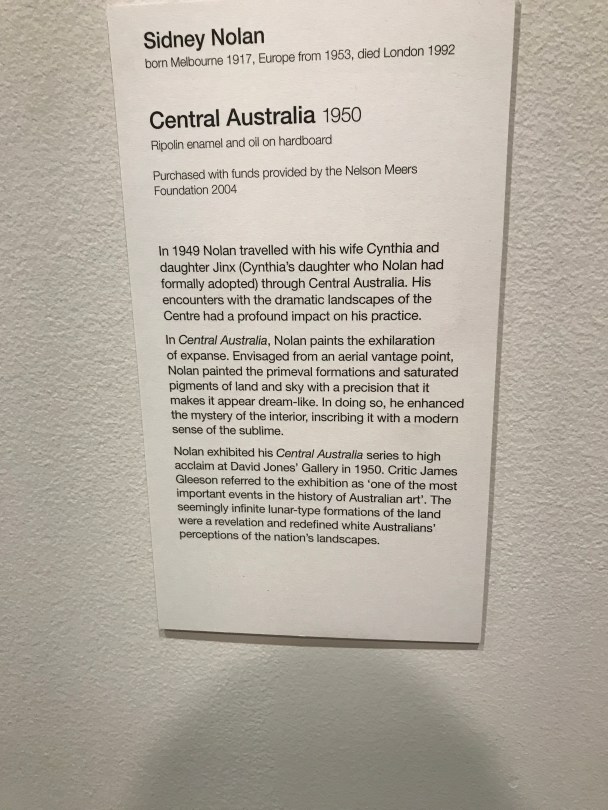 Sidney Nolan
born Melbourne 1917, Europe from 1953, died London 1992
Central Australia 1950
Ripolin enamel and oil on hardboard
Purchased with funds provided by the Nelson Meers
Foundation 2004
In 1949 Nolan travelled with his wife Cynthia and
daughter Jinx (Cynthia's daughter who Nolan had
formally adopted) through Central Australia. His
encounters with the dramatic landscapes of the
Centre had a profound impact on his practice.
In Central Australia, Nolan paints the exhilaration
of expanse. Envisaged from an aerial vantage point,
Nolan painted the primeval formations and saturated
pigments of land and sky with a precision that it
makes it appear dream-like. In doing so, he enhanced
the mystery of the interior, inscribing it with a modern
sense of the sublime.
Nolan exhibited his Central Australia series to high
acclaim at David Jones' Gallery in 1950. Critic James
Gleeson referred to the exhibition as 'one of the most
important events in the history of Australian art'. The
seemingly infinite lunar-type formations of the land
were a revelation and redefined white Australians'
perceptions of the nation's landscapes.